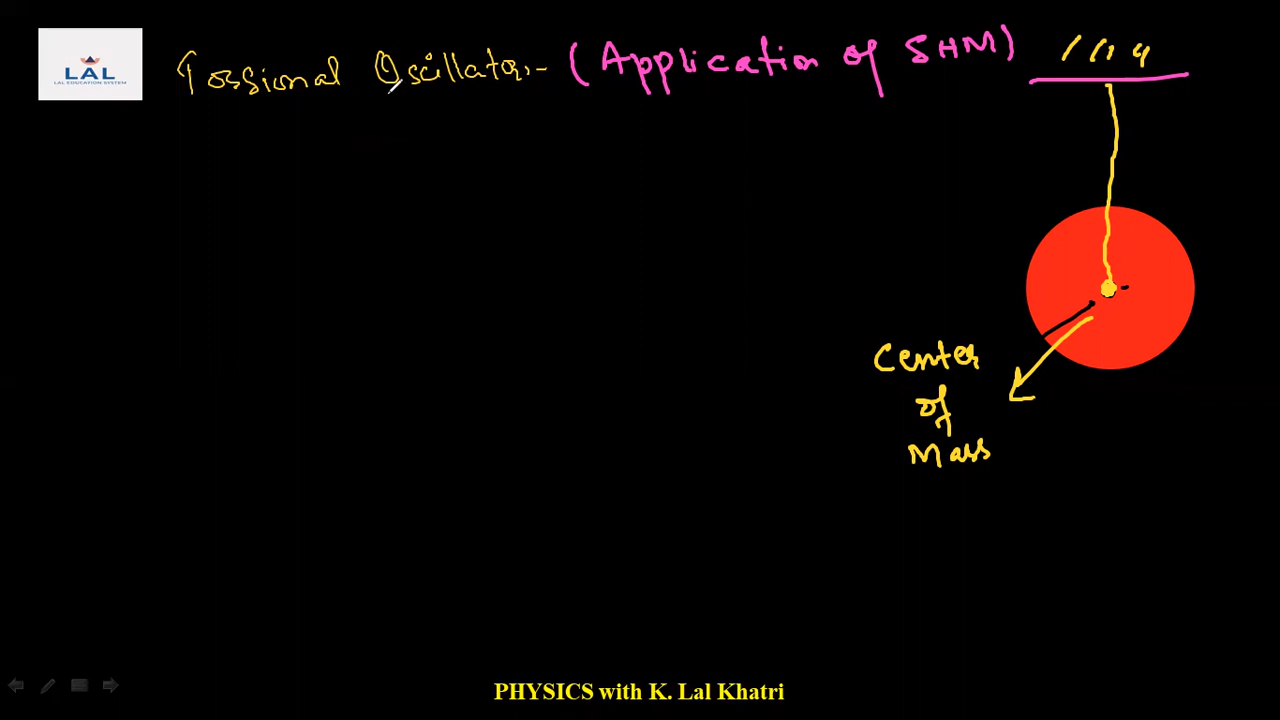 LAL
LAL EDUCATION SYSTEM
Torsional Oscillator:- (Application of SHM)
Center
of
Mass
PHYSICS with K. Lal Khatri